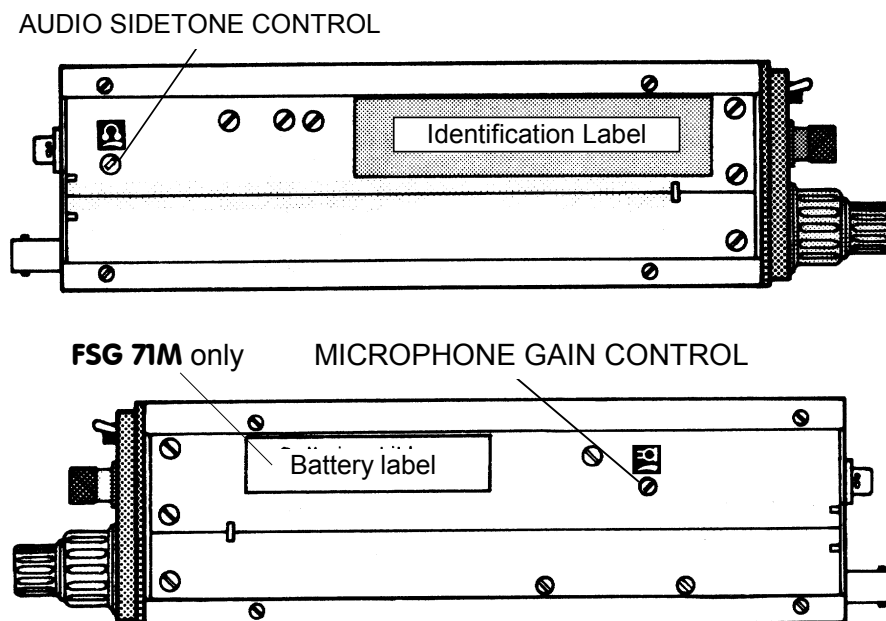 AUDIO SIDETONE CONTROL
Identification Label
FSG 71M only MICROPHONE GAIN CONTROL
Battery label